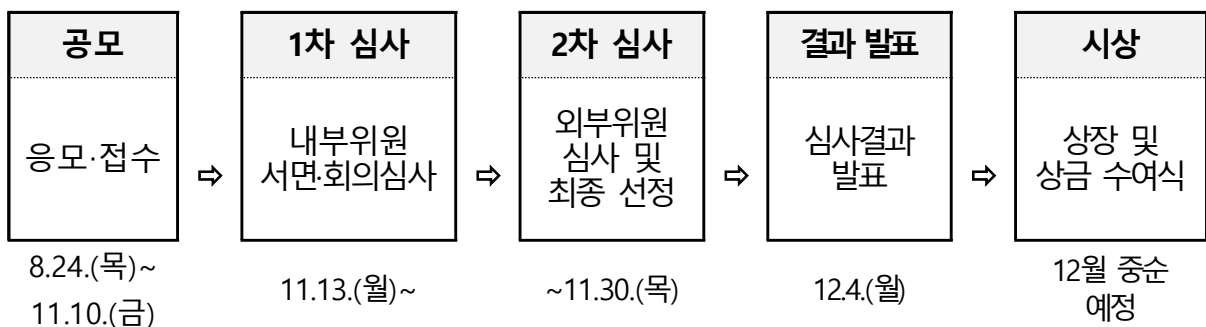 공모
응모·접수
8.24.(목)~
11.10.(금)
⇨
1차 심사
내부위원
서면·회의심사
11.13.(월)~
⇨
2차 심사
외부위원
심사 및
최종 선정
~11.30.(목)
⇨
결과 발표
심사결과
발표
12.4.(월)
⇨
시상
상장 및
상금 수여식
12월 중순
예정